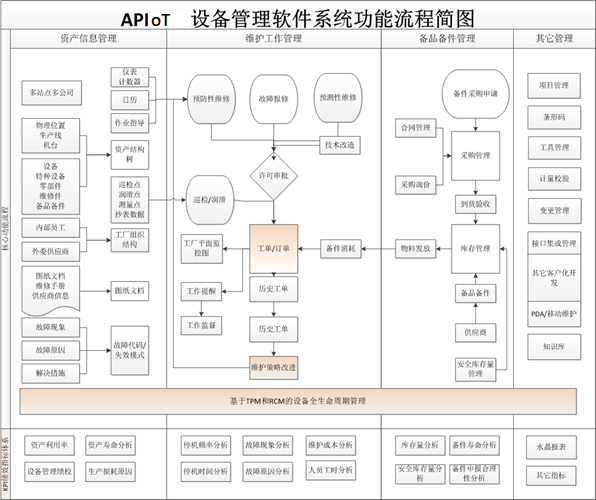 APIoT 设备管理软件系统功能流程简图
资产信息管理
维护工作管理
备品备件管理
其它管理
核心功能流程
多站点多公司
仪表
计数器
日历
作业指导
物理位置
生产线
机台
资产结构
树
设备
特种设备
零部件
维修件
备品备件
巡检点
润滑点
测量点
抄表数据
内部员工
外委供应商
工厂组织
结构
图纸文档
维修手册
供应商信息
图纸文档
故障现象
故障原因
解决措施
故障代码/
失效模式
预防性维修
故障报修
预测性维修
技术改造
许可审批
巡检/润滑
工厂平面监
控图
工单/订单
备件消耗
工作提醒
历史工单
工作监督
历史工单
维护策略改进
备件采购申请
合同管理
采购管理
采购询价
到货验收
物料发放
库存管理
备品备件
供应商
安全库存量
管理
项目管理
条形码
工具管理
计量校验
变更管理
接口集成管理
其它客户化开
发
PDA/移动维护
知识库
基于TPM和RCM的设备全生命周期管理
KPI绩效指标体系
资产利用率
资产寿命分析
设备管理绩校
生产损耗原因
停机频率分析
故障现象分析
维护成本分析
停机时间分析
故障原因分析
人员工时分析
库存量分析
备件寿命分析
安全库存量分
析
备件申报合理
性分析
水晶报表
其它指标